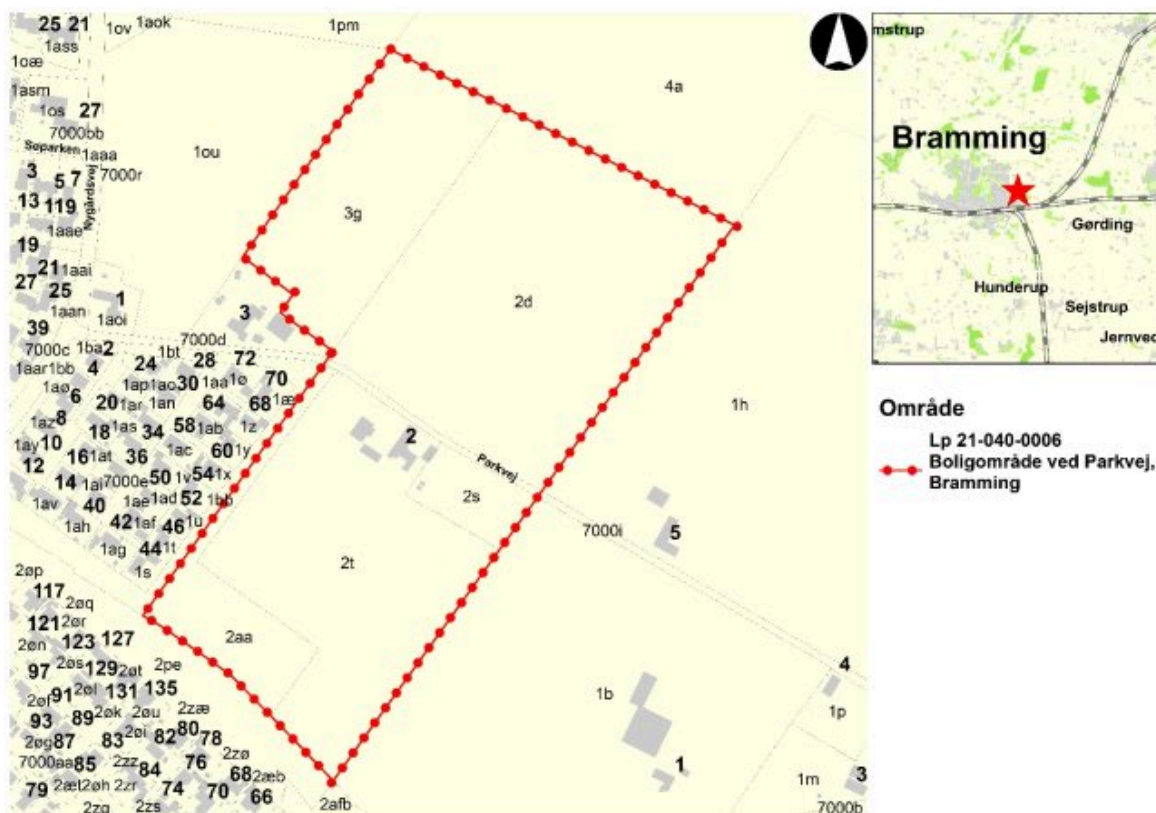 25 21
1ov
1aok
1pm
1ass
1oæ
4a
1asm
1os
27
7000bb
1ou
Søparken
1aaa
3
5 7
7000r
Nygårdsvej
13
119
3g
1aae
19
21
1aai
27
25
1
2d
1aan
1aoi
3
39
7000d
7000c
1ba
2
1bt
28
72
1aar
1bb
4
24
1ap
1ao
30
1aa
1ø
70
1h
1aø
6
20
1ar
1an
64
68
1æ
1az
8
18
1as
34
58
1ab
1z
2
1ay
10
16
1at
36
1ac
60
1y
Parkvej
12
14
1ai
7000e
50
1v
54
1x
2s
1av
40
1ae
1ad
52
1bb
7000i
5
1ah
42
1af
46
1u
1ag
44
1t
2t
1s
2øp
117
2øq
121
2ør
2aa
2øn
123
127
4
97
2øs
129
2øt
2pe
1b
2øf
91
2øl
131
135
1p
93
89
2øk
2øu
2zæ
2øg
87
83
2øi
82
80
78
7000aa
85
2zz
84
76
2zø
1
79
2æt
2øh
2zr
74
70
68
2æb
1m
3
2zq
2zs
66
2afb
7000b
mstrup
Bramming
Gørding
Hunderup
Sejstrup
Jernved
Område
Lp 21-040-0006
Boligområde ved Parkvej,
Bramming